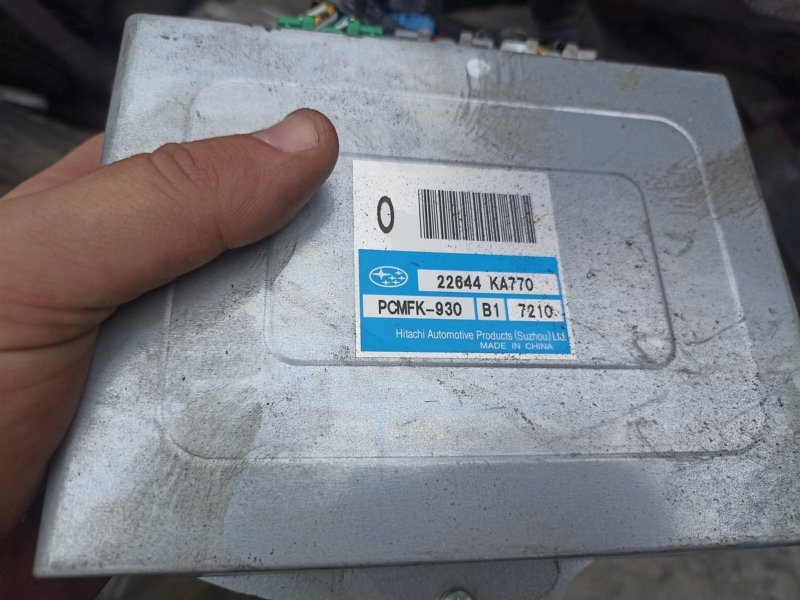 0
22644 KA770
PCMFK-930 B1 7210
Hitachi Automotive Products (Suzhou) Ltd.
MADE IN CHINA